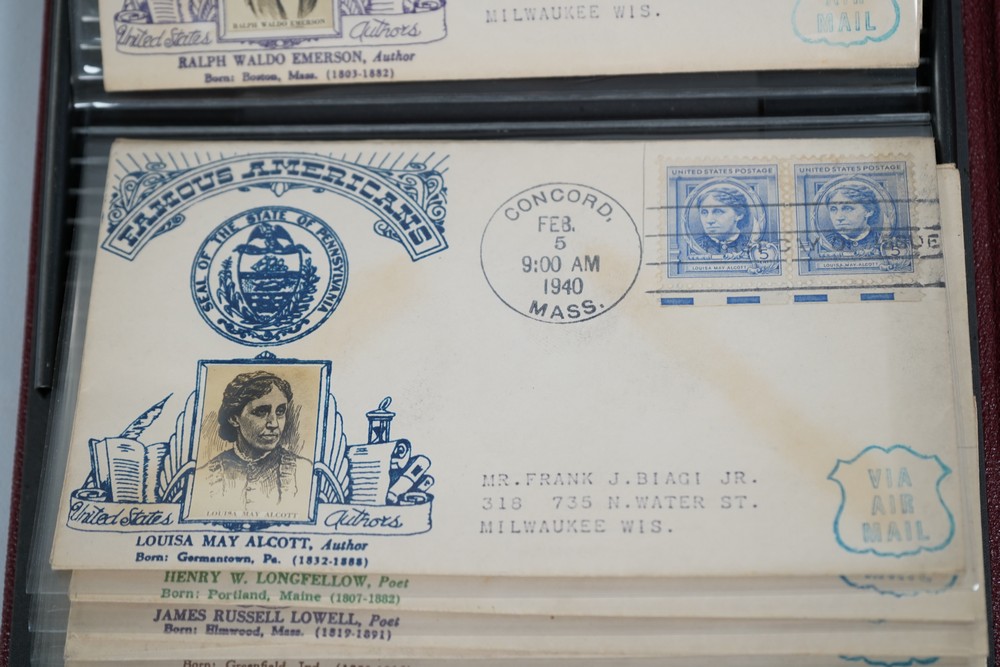 RALPH WALDO EMERSON
United States Authors
RALPH WALDO EMERSON, Author
Born: Boston, Mass. (1803-1882)
MILWAUKEE WIS.
AIR
MAIL
FAMOUS AMERICANS
SEAL OF THE STATE OF PENNSYLVANIA
LOUISA MAY ALCOTT
United States Authors
LOUISA MAY ALCOTT, Author
Born: Germantown, Pa. (1832-1888)
CONCORD,
FEB.
5
9:00 AM
1940
MASS.
UNITED STATES POSTAGE
5
LOUISA MAY ALCOTT
UNITED STATES POSTAGE
5
LOUISA MAY ALCOTT
MR.FRANK J.BIAGI JR.
318 735 N.WATER ST.
MILWAUKEE WIS.
VIA
AIR
MAIL
HENRY W. LONGFELLOW, Poet
Born: Portland, Maine (1807-1882)
JAMES RUSSELL LOWELL, Poet
Born: Elmwood, Mass. (1819-1891)
Born: Greenfield, Ind.